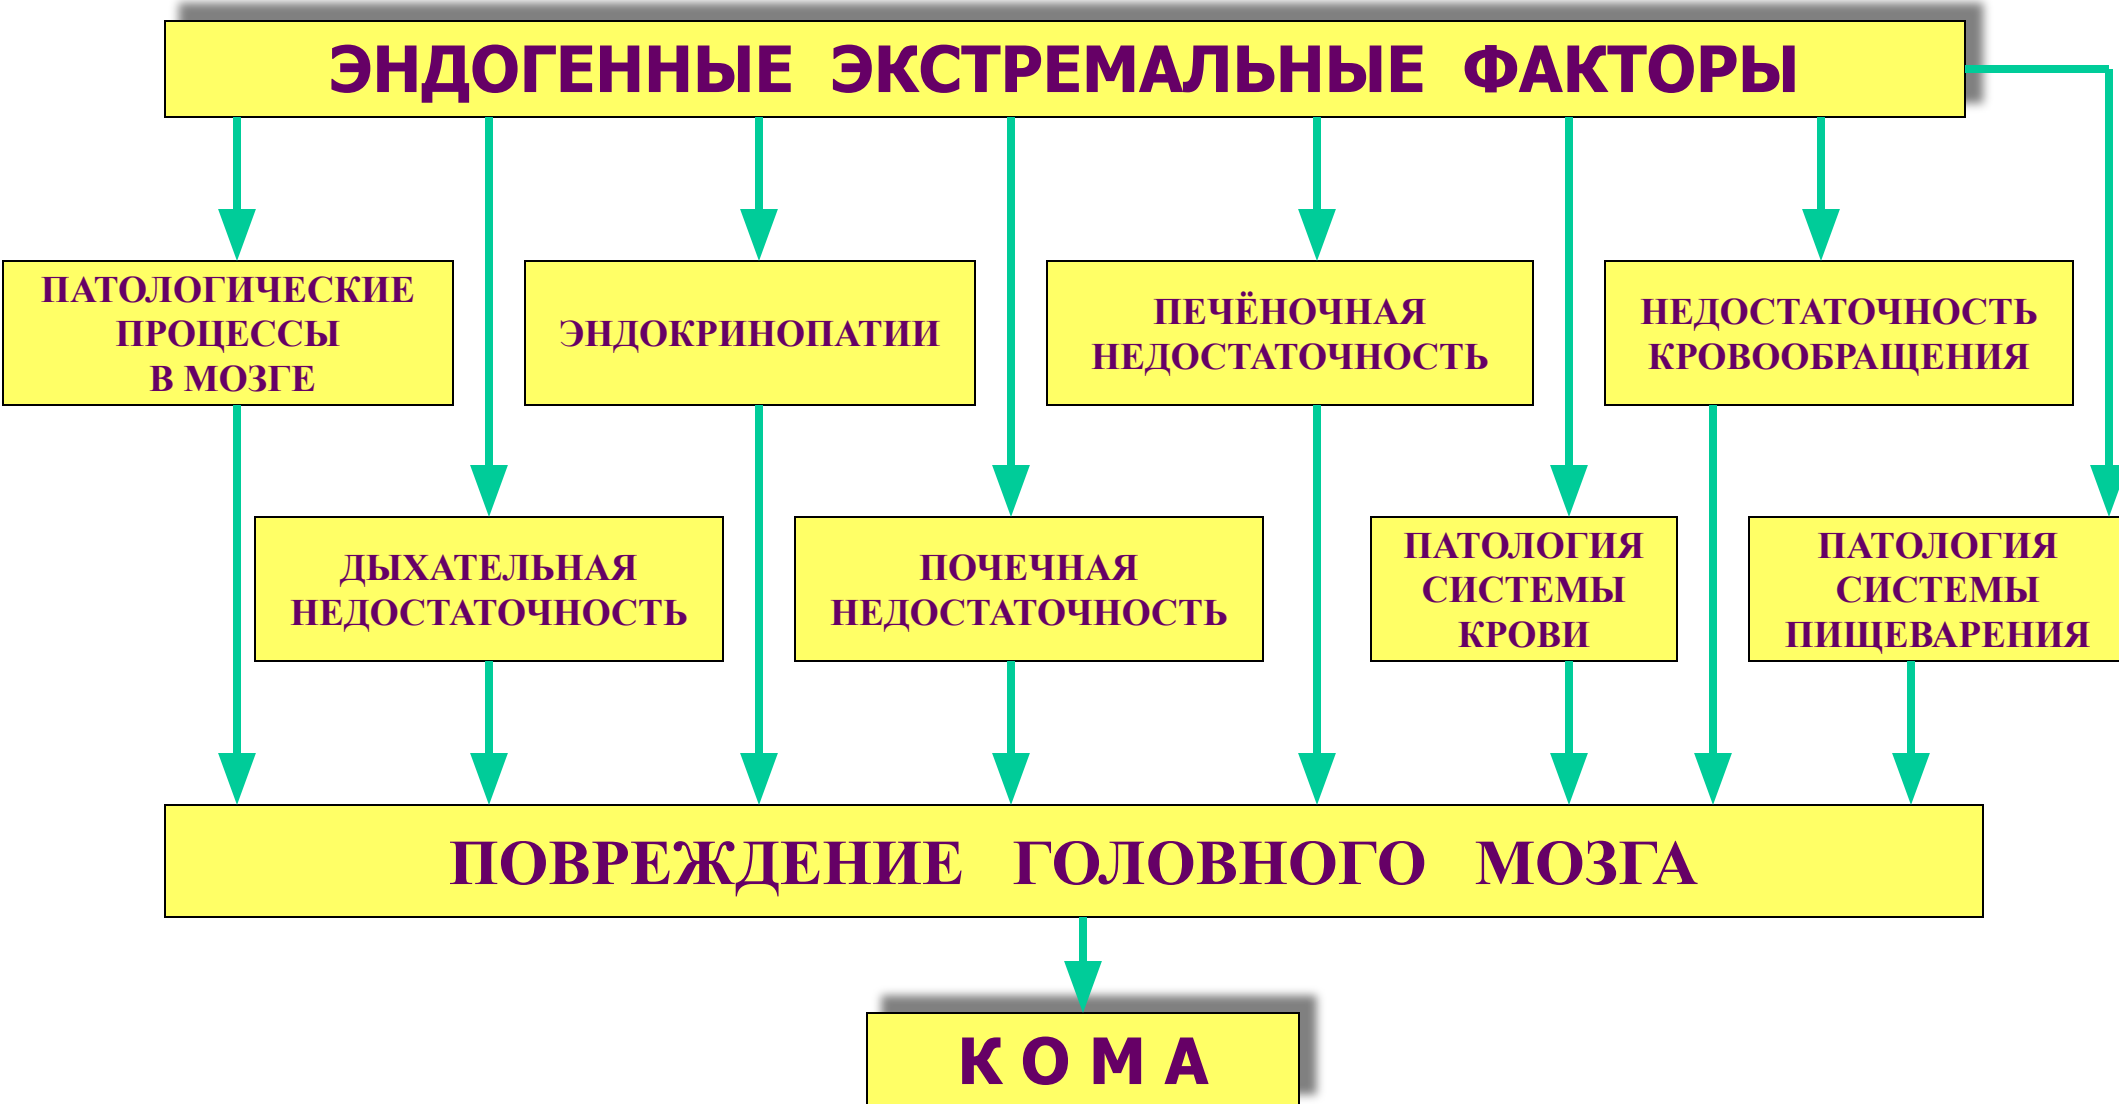 ЭНДОГЕННЫЕ ЭКСТРЕМАЛЬНЫЕ ФАКТОРЫ
ПАТОЛОГИЧЕСКИЕ
ПРОЦЕССЫ
В МОЗГЕ
ЭНДОКРИНОПАТИИ
ПЕЧЁНОЧНАЯ
НЕДОСТАТОЧНОСТЬ
НЕДОСТАТОЧНОСТЬ
КРОВООБРАЩЕНИЯ
ДЫХАТЕЛЬНАЯ
НЕДОСТАТОЧНОСТЬ
ПОЧЕЧНАЯ
НЕДОСТАТОЧНОСТЬ
ПАТОЛОГИЯ
СИСТЕМЫ
КРОВИ
ПАТОЛОГИЯ
СИСТЕМЫ
ПИЩЕВАРЕНИЯ
ПОВРЕЖДЕНИЕ ГОЛОВНОГО МОЗГА
К О М А